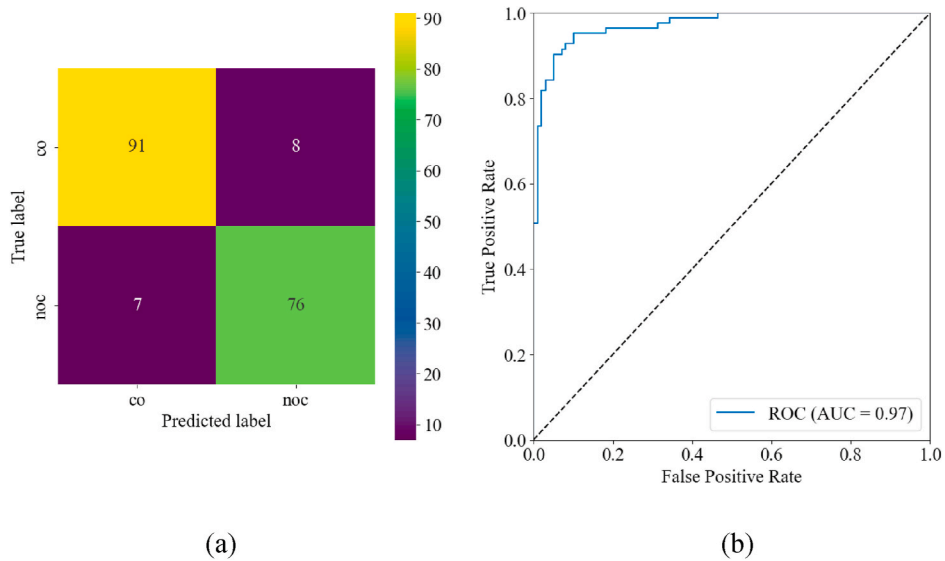 90
80
70
60
50
40
30
20
10
co
noc
True label
91
8
7
76
co
noc
Predicted label
(a)
1.0
0.8
0.6
0.4
0.2
0.0
True Positive Rate
ROC (AUC = 0.97)
0.0
0.2
0.4
0.6
0.8
1.0
False Positive Rate
(b)